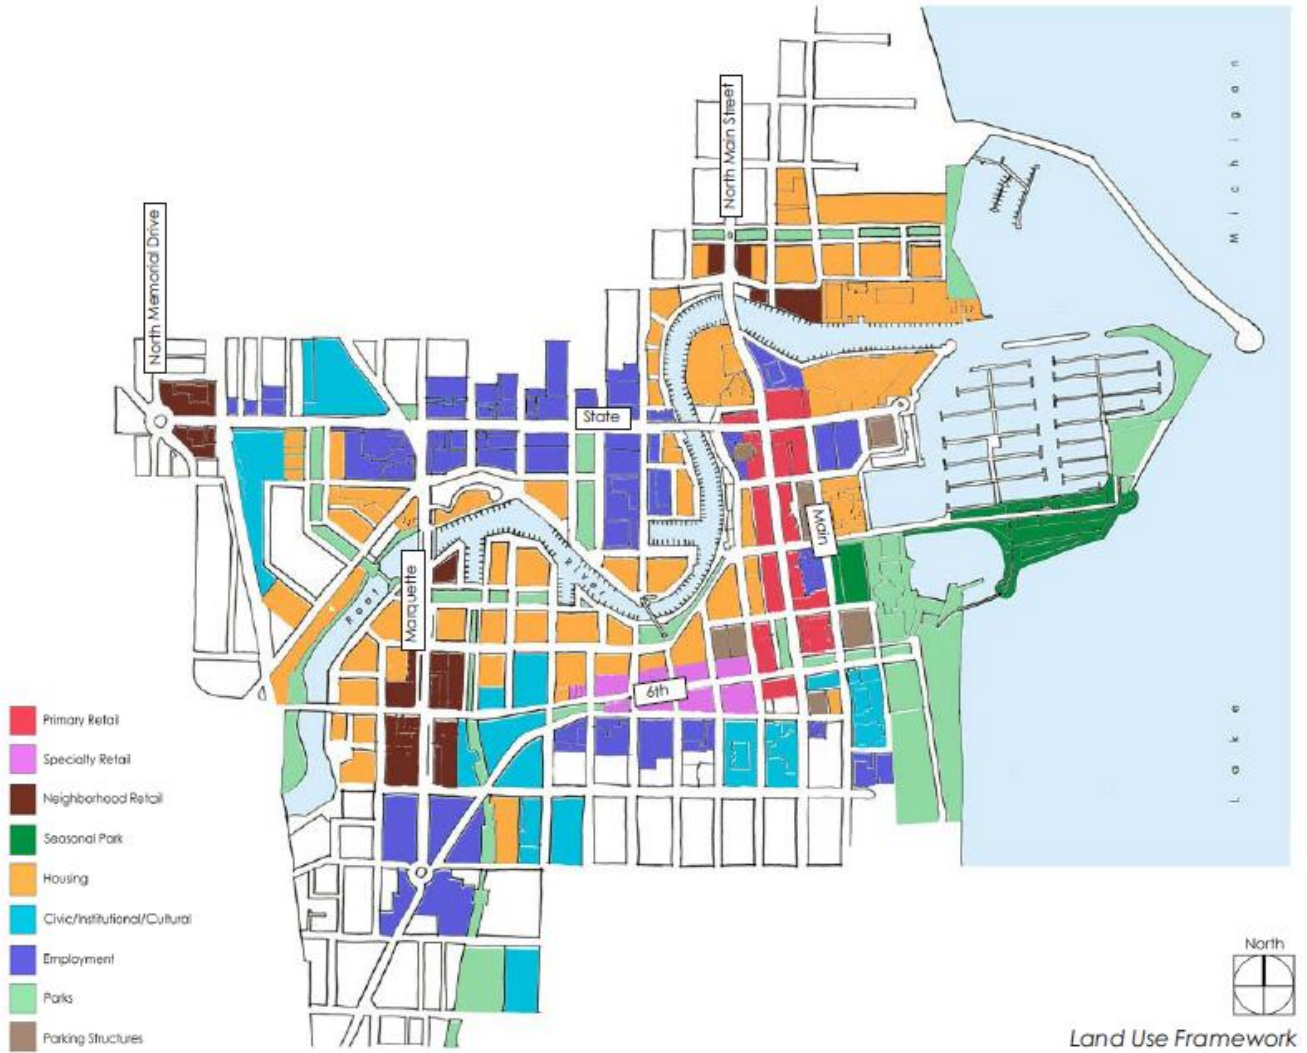 North Main Street
North Memorial Drive
Michigan
State
Main
River
Root
Marquette
6th
Lake
Primary Retail
Specialty Retail
Neighborhood Retail
Seasonal Park
Housing
Civic/Institutional/Cultural
Employment
Parks
Parking Structures
North
Land Use Framework